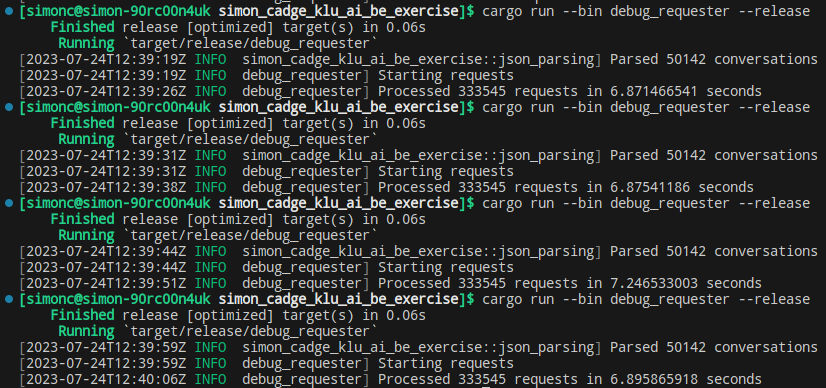 [simonc@simon-90rc00n4uk simon_cadge_klu_ai_be_exercise]$ cargo run --bin debug_requester --release
Finished release [optimized] target(s) in 0.06s
Running `target/release/debug_requester`
[2023-07-24T12:39:19Z INFO  simon_cadge_klu_ai_be_exercise::json_parsing] Parsed 50142 conversations
[2023-07-24T12:39:19Z INFO  debug_requester] Starting requests
[2023-07-24T12:39:26Z INFO  debug_requester] Processed 333545 requests in 6.871466541 seconds
[simonc@simon-90rc00n4uk simon_cadge_klu_ai_be_exercise]$ cargo run --bin debug_requester --release
Finished release [optimized] target(s) in 0.06s
Running `target/release/debug_requester`
[2023-07-24T12:39:31Z INFO  simon_cadge_klu_ai_be_exercise::json_parsing] Parsed 50142 conversations
[2023-07-24T12:39:31Z INFO  debug_requester] Starting requests
[2023-07-24T12:39:38Z INFO  debug_requester] Processed 333545 requests in 6.87541186 seconds
[simonc@simon-90rc00n4uk simon_cadge_klu_ai_be_exercise]$ cargo run --bin debug_requester --release
Finished release [optimized] target(s) in 0.06s
Running `target/release/debug_requester`
[2023-07-24T12:39:44Z INFO  simon_cadge_klu_ai_be_exercise::json_parsing] Parsed 50142 conversations
[2023-07-24T12:39:44Z INFO  debug_requester] Starting requests
[2023-07-24T12:39:51Z INFO  debug_requester] Processed 333545 requests in 7.246533003 seconds
[simonc@simon-90rc00n4uk simon_cadge_klu_ai_be_exercise]$ cargo run --bin debug_requester --release
Finished release [optimized] target(s) in 0.06s
Running `target/release/debug_requester`
[2023-07-24T12:39:59Z INFO  simon_cadge_klu_ai_be_exercise::json_parsing] Parsed 50142 conversations
[2023-07-24T12:39:59Z INFO  debug_requester] Starting requests
[2023-07-24T12:40:06Z INFO  debug_requester] Processed 333545 requests in 6.895865918 seconds